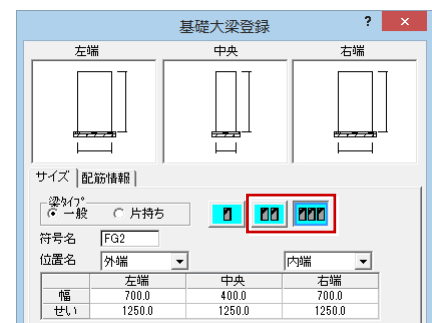 基礎大梁登録 ? ×
左端 中央 右端
サイズ 配筋情報
梁ﾀｲﾌﾟ
一般 片持ち
符号名 FG2
位置名 外端 内端
左端 中央 右端
幅 700.0 400.0 700.0
せい 1250.0 1250.0 1250.0